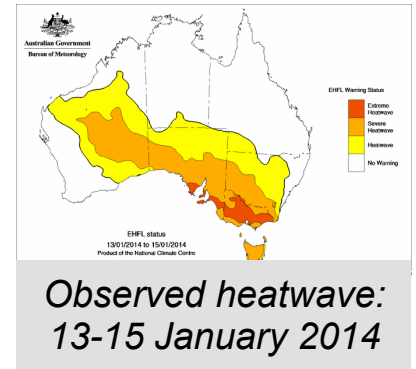 Australian Government
Bureau of Meteorology
EHFL Warning Status
Extreme
Heatwave
Severe
Heatwave
Heatwave
No Warning
EHFL status
13/01/2014 to 15/01/2014
Product of the National Climate Centre
Observed heatwave:
13-15 January 2014